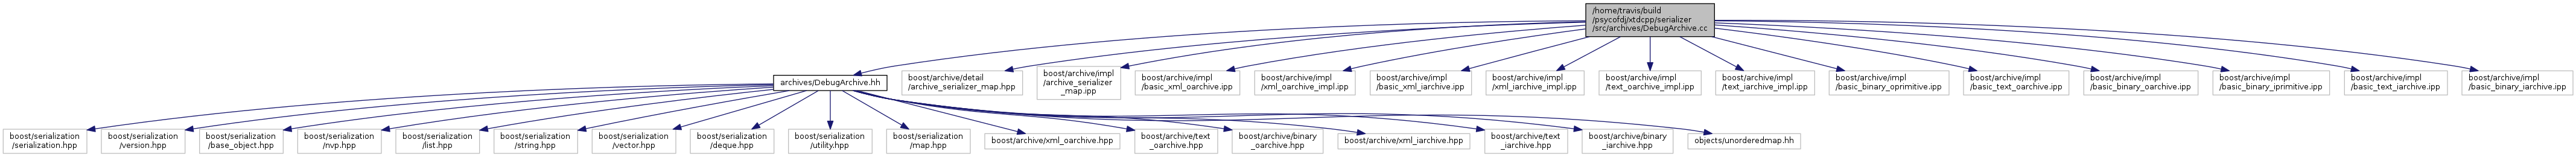 /home/travis/build
/psycofdj/xtdcpp/serializer
/src/archives/DebugArchive.cc
archives/DebugArchive.hh
boost/archive/detail
/archive_serializer_map.hpp
boost/archive/impl
/archive_serializer
_map.ipp
boost/archive/impl
/basic_xml_oarchive.ipp
boost/archive/impl
/xml_oarchive_impl.ipp
boost/archive/impl
/basic_xml_iarchive.ipp
boost/archive/impl
/xml_iarchive_impl.ipp
boost/archive/impl
/text_oarchive_impl.ipp
boost/archive/impl
/text_iarchive_impl.ipp
boost/archive/impl
/basic_binary_oprimitive.ipp
boost/archive/impl
/basic_text_oarchive.ipp
boost/archive/impl
/basic_binary_oarchive.ipp
boost/archive/impl
/basic_binary_iprimitive.ipp
boost/archive/impl
/basic_text_iarchive.ipp
boost/archive/impl
/basic_binary_iarchive.ipp
boost/serialization
/serialization.hpp
boost/serialization
/version.hpp
boost/serialization
/base_object.hpp
boost/serialization
/nvp.hpp
boost/serialization
/list.hpp
boost/serialization
/string.hpp
boost/serialization
/vector.hpp
boost/serialization
/deque.hpp
boost/serialization
/utility.hpp
boost/serialization
/map.hpp
boost/archive/xml_oarchive.hpp
boost/archive/text
_oarchive.hpp
boost/archive/binary
_oarchive.hpp
boost/archive/xml_iarchive.hpp
boost/archive/text
_iarchive.hpp
boost/archive/binary
_iarchive.hpp
objects/unorderedmap.hh